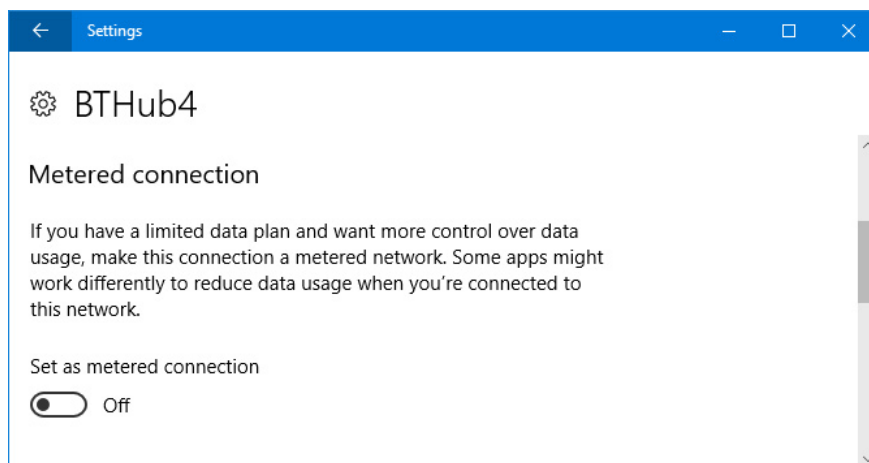 Settings
BTHub4
Metered connection
If you have a limited data plan and want more control over data
usage, make this connection a metered network. Some apps might
work differently to reduce data usage when you're connected to
this network.
Set as metered connection
Off